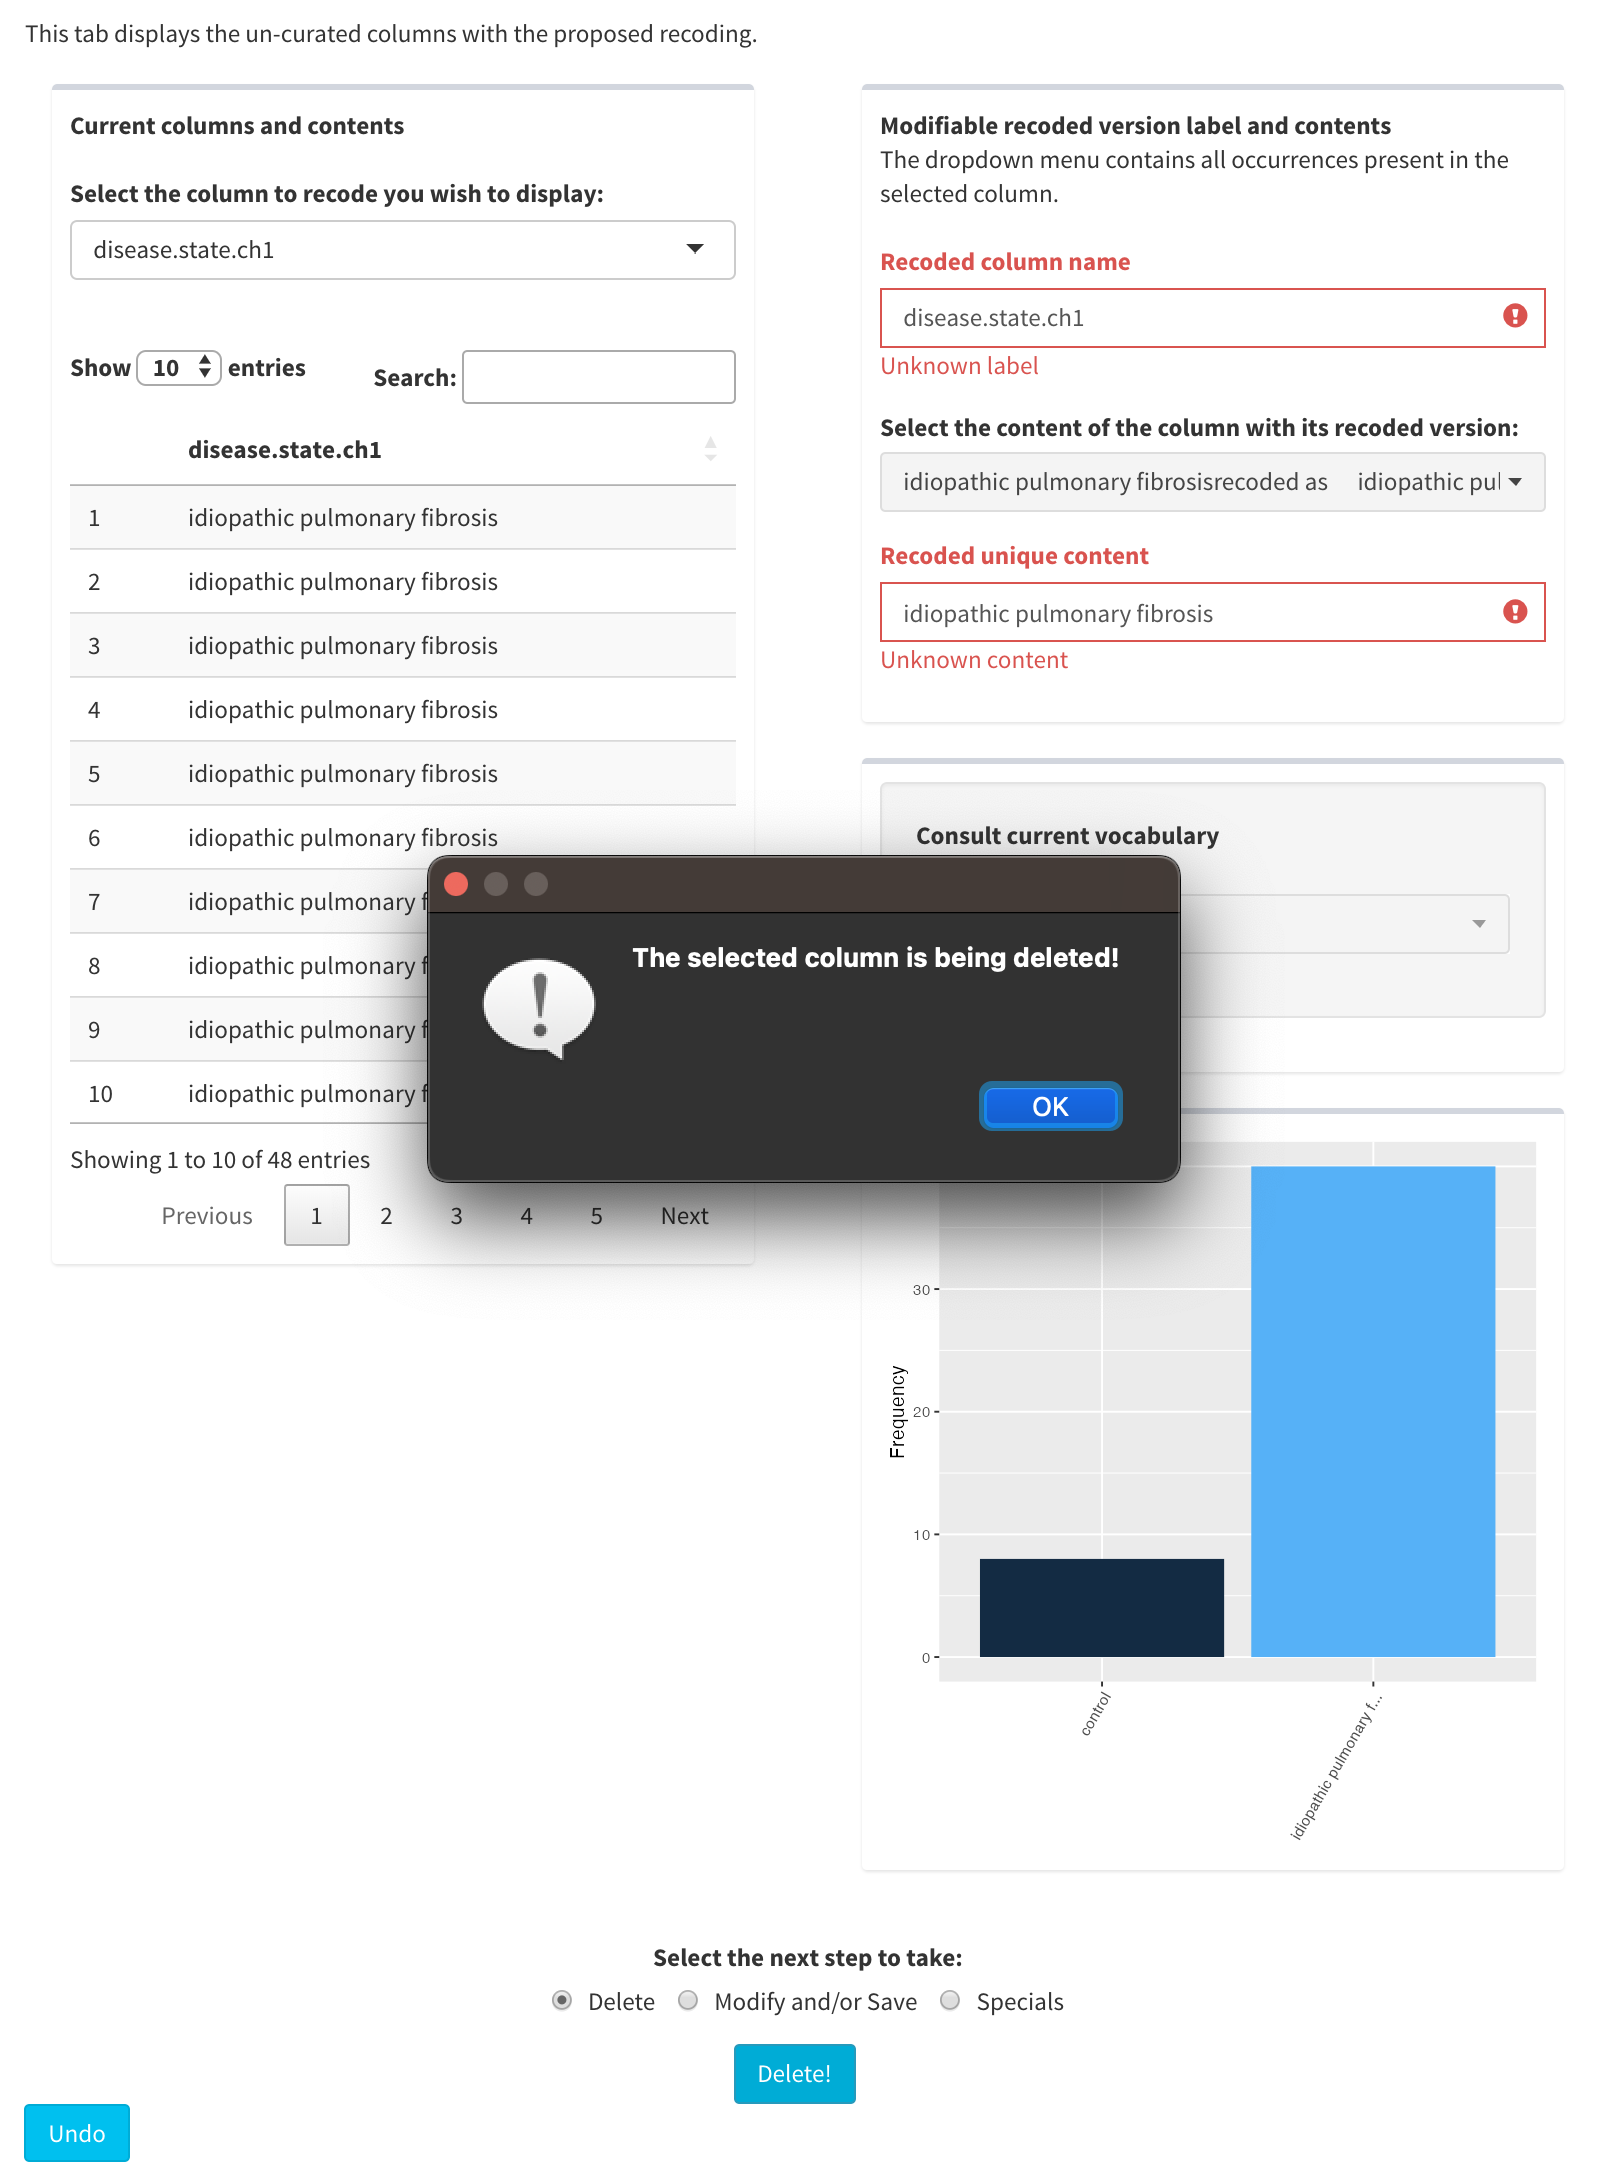 This tab displays the un-curated columns with the proposed recoding.
Current columns and contents
Select the column to recode you wish to display:
disease.state.ch1
Show 10 entries
Search:
disease.state.ch1
1 idiopathic pulmonary fibrosis
2 idiopathic pulmonary fibrosis
3 idiopathic pulmonary fibrosis
4 idiopathic pulmonary fibrosis
5 idiopathic pulmonary fibrosis
6 idiopathic pulmonary fibrosis
7 idiopathic pulmonary f
8 idiopathic pulmonary f
9 idiopathic pulmonary f
10 idiopathic pulmonary f
Showing 1 to 10 of 48 entries
Previous 1 2 3 4 5 Next
Modifiable recoded version label and contents
The dropdown menu contains all occurrences present in the
selected column.
Recoded column name
disease.state.ch1
Unknown label
Select the content of the column with its recoded version:
idiopathic pulmonary fibrosisrecoded as idiopathic pul
Recoded unique content
idiopathic pulmonary fibrosis
Unknown content
Consult current vocabulary
The selected column is being deleted!
OK
Frequency
30
20
10
0
control
idiopathic pulmonary f...
Select the next step to take:
Delete Modify and/or Save Specials
Delete!
Undo